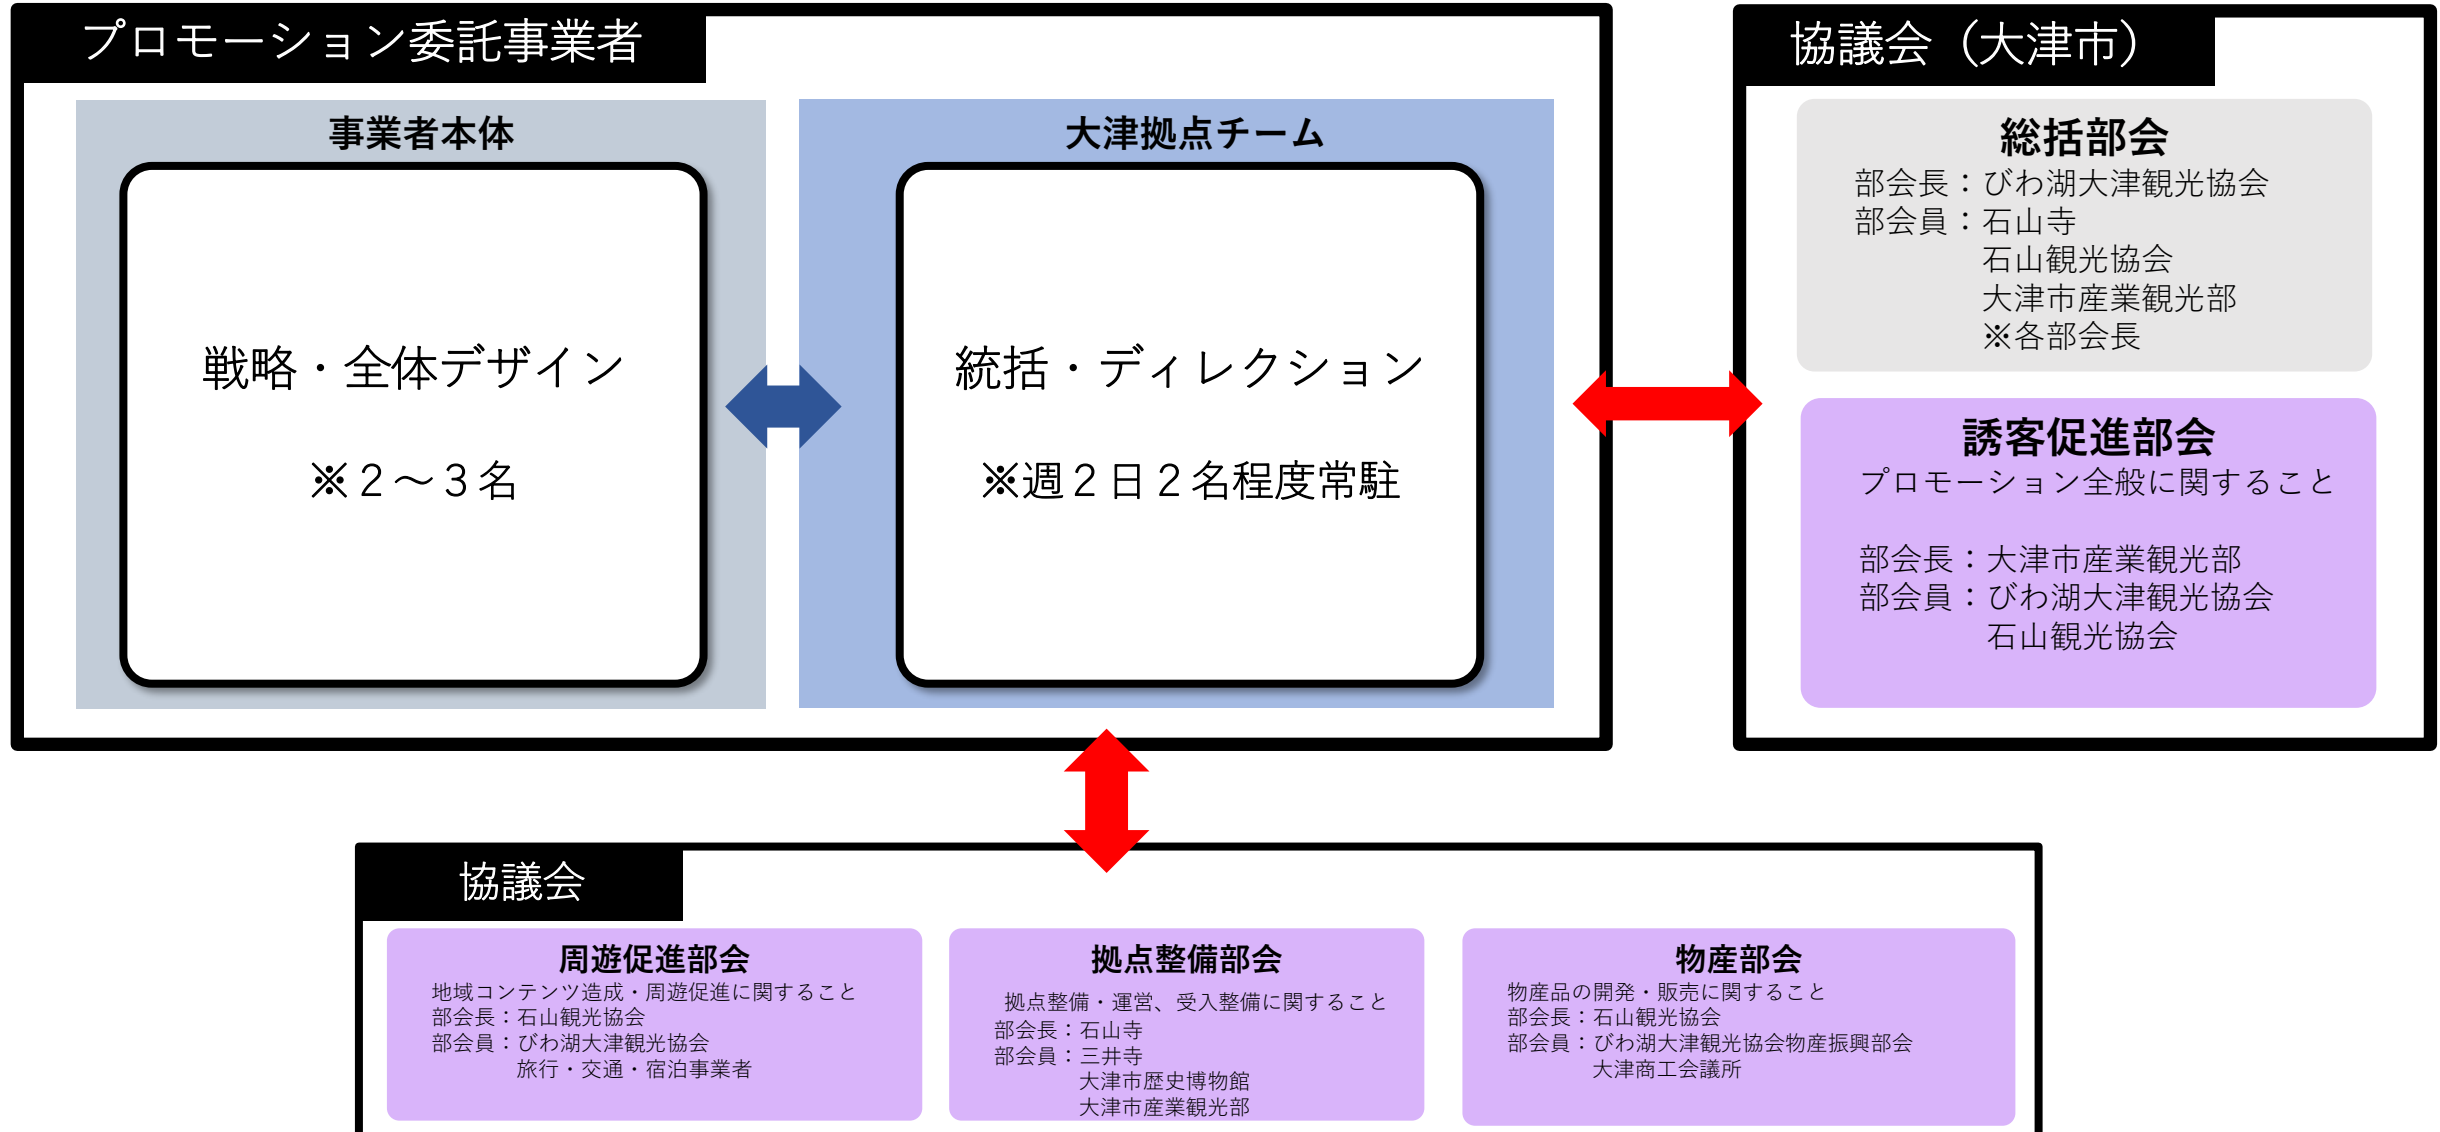 プロモーション委託事業者
事業者本体
戦略・全体デザイン
※２～３名
大津拠点チーム
統括・ディレクション
※週２日２名程度常駐
協議会（大津市）
総括部会
部会長：びわ湖大津観光協会
部会員：石山寺
石山観光協会
大津市産業観光部
※各部会長
誘客促進部会
プロモーション全般に関すること
部会長：大津市産業観光部
部会員：びわ湖大津観光協会
石山観光協会
協議会
周遊促進部会
地域コンテンツ造成・周遊促進に関すること
部会長：石山観光協会
部会員：びわ湖大津観光協会
旅行・交通・宿泊事業者
拠点整備部会
拠点整備・運営、受入整備に関すること
部会長：石山寺
部会員：三井寺
大津市歴史博物館
大津市産業観光部
物産部会
物産品の開発・販売に関すること
部会長：石山観光協会
部会員：びわ湖大津観光協会物産振興部会
大津商工会議所